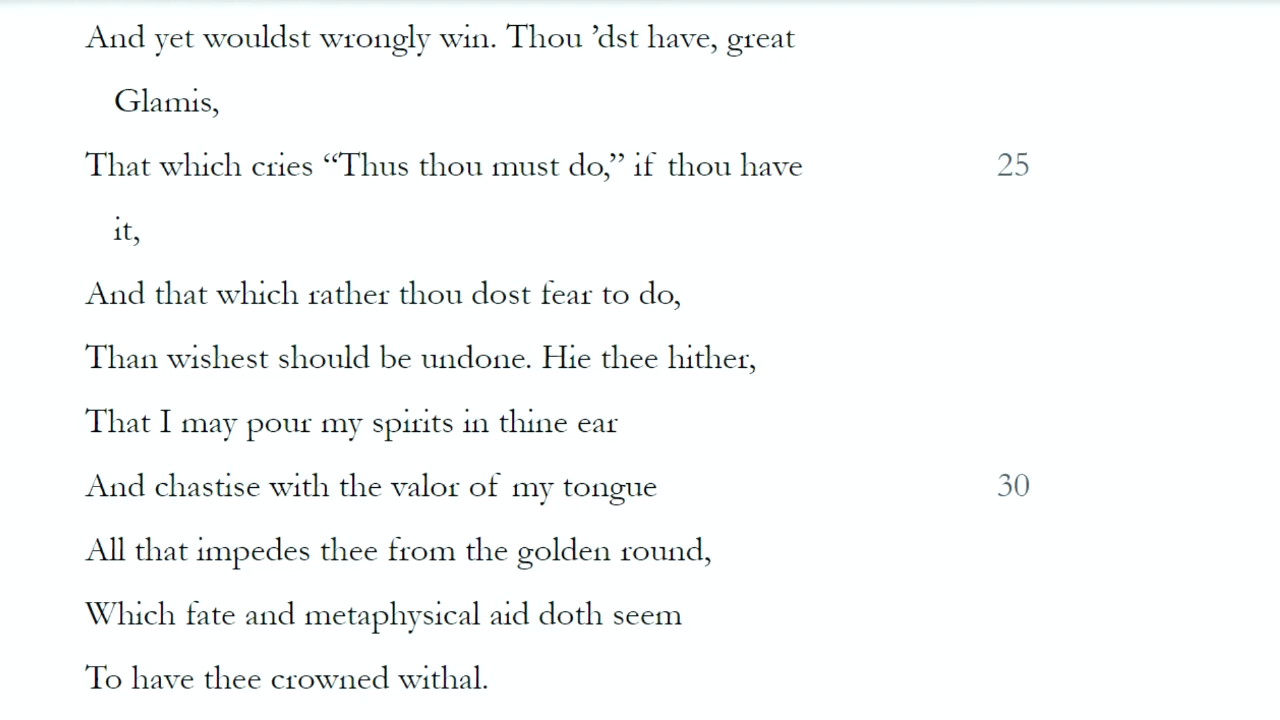 And yet wouldst wrongly win. Thou ’dst have, great
Glamis,
That which cries “Thus thou must do,” if thou have 25
it,
And that which rather thou dost fear to do,
Than wishest should be undone. Hie thee hither,
That I may pour my spirits in thine ear
And chastise with the valor of my tongue 30
All that impedes thee from the golden round,
Which fate and metaphysical aid doth seem
To have thee crowned withal.